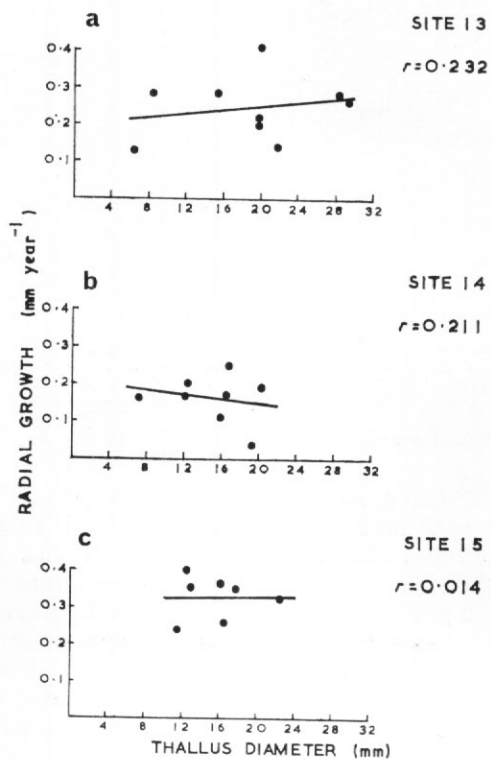 a
SITE 13
r=0·232
0·4
0·3
0·2
0·1
8 12 16 20 24 28 32
b
SITE 14
r=0·211
0·4
0·3
0·2
0·1
4 8 12 16 20 24 28 32
c
SITE 15
r=0·014
0·4
0·3
0·2
0·1
4 8 12 16 20 24 28 32
THALLUS DIAMETER (mm)
RADIAL GROWTH (mm year⁻¹)